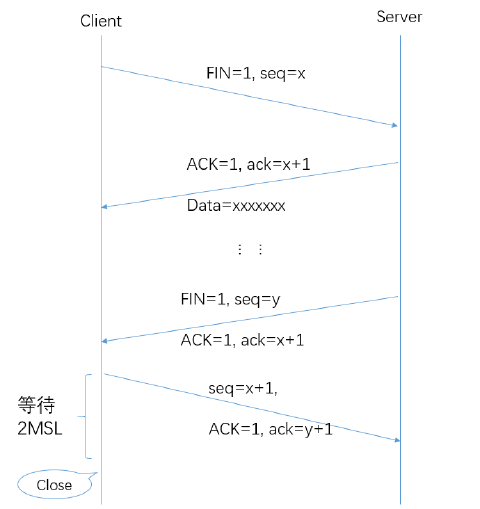 Client
Server
FIN=1, seq=x
ACK=1, ack=x+1
Data=xxxxxxx
⋮ ⋮
FIN=1, seq=y
ACK=1, ack=x+1
seq=x+1,
等待
2MSL
ACK=1, ack=y+1
Close